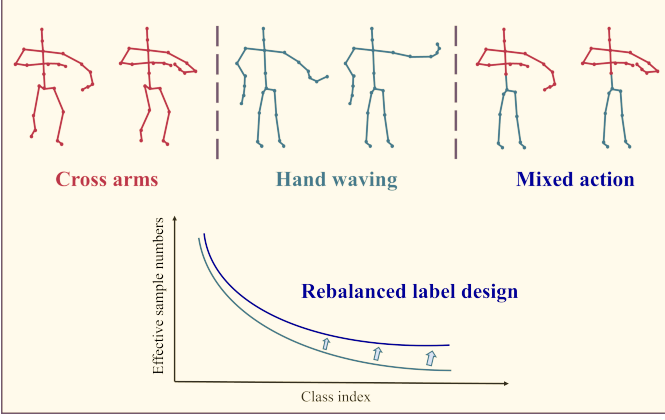 Cross arms
Hand waving
Mixed action
Effective sample numbers
Rebalanced label design
Class index